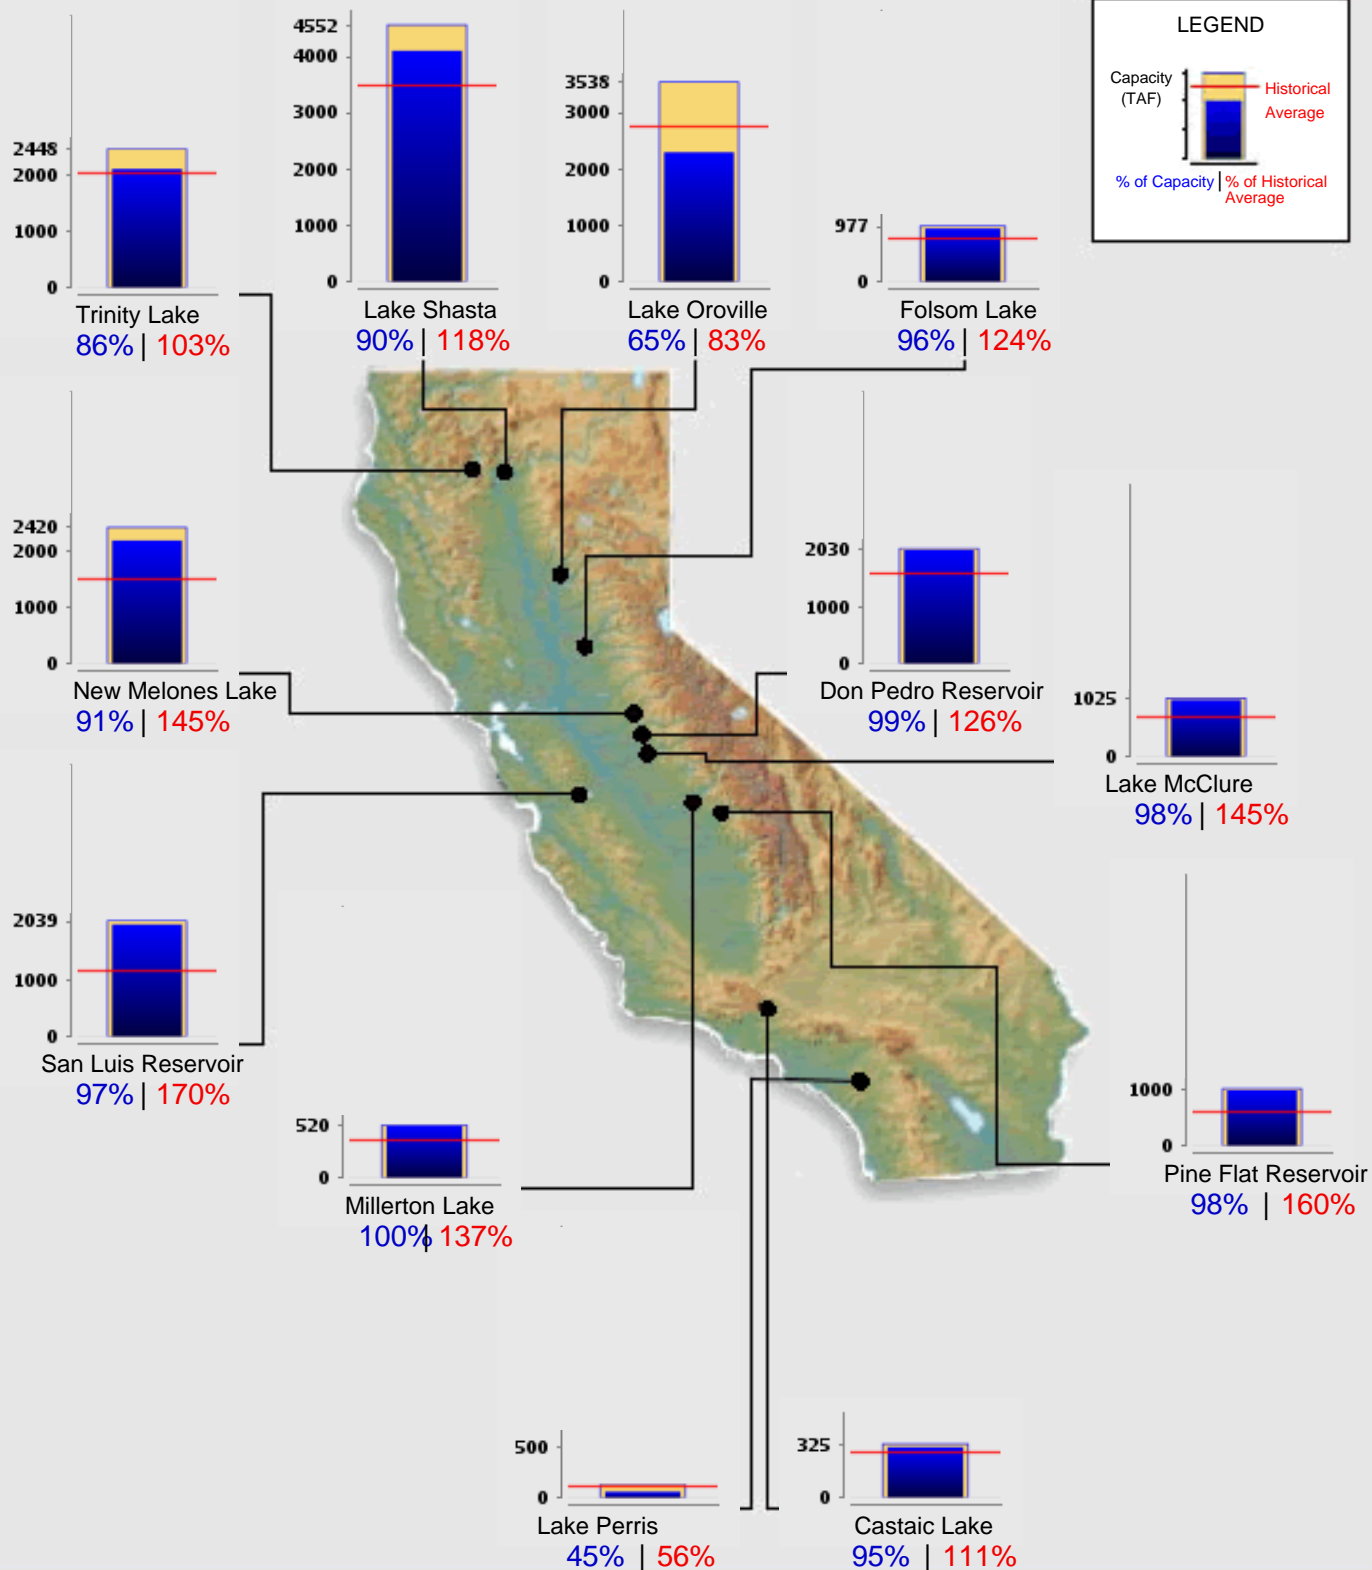 LEGEND
Capacity
(TAF)
Historical
Average
% of Capacity | % of Historical
Average
2448
2000
1000
0
Trinity Lake
86% | 103%
4552
4000
3000
2000
1000
0
Lake Shasta
90% | 118%
3538
3000
2000
1000
0
Lake Oroville
65% | 83%
977
0
Folsom Lake
96% | 124%
2420
2000
1000
0
New Melones Lake
91% | 145%
2030
1000
0
Don Pedro Reservoir
99% | 126%
1025
0
Lake McClure
98% | 145%
2039
1000
0
San Luis Reservoir
97% | 170%
520
0
Millerton Lake
100% | 137%
1000
0
Pine Flat Reservoir
98% | 160%
500
0
Lake Perris
45% | 56%
325
0
Castaic Lake
95% | 111%